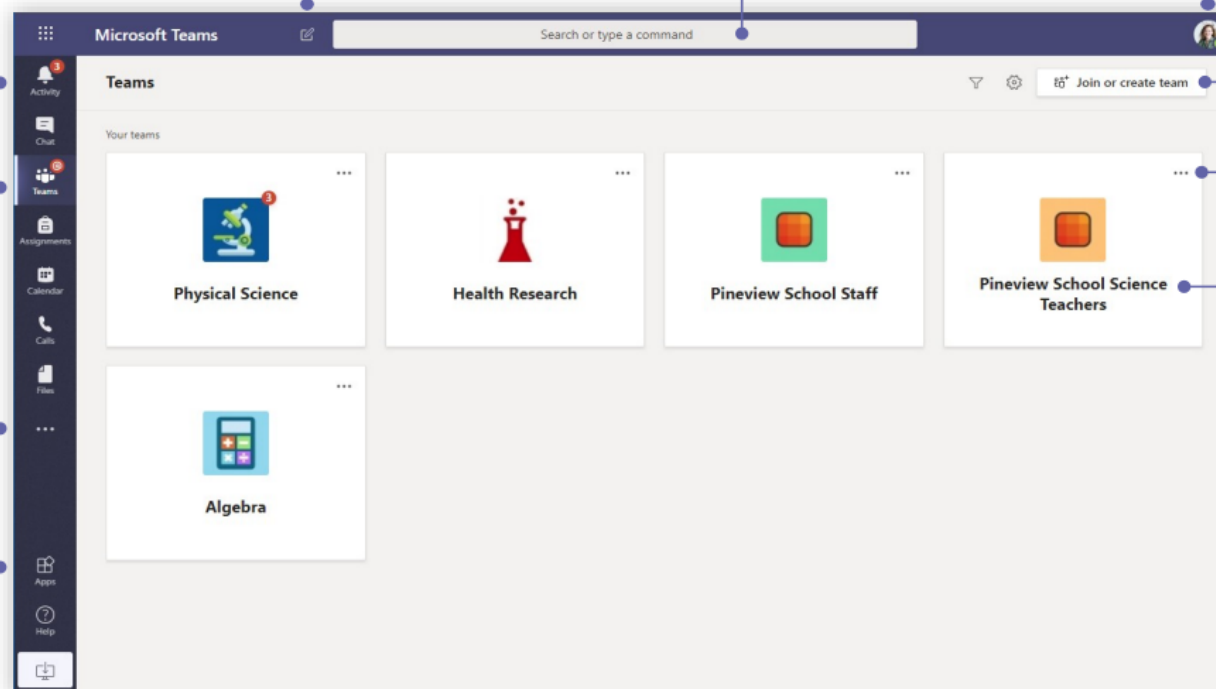 Microsoft Teams
Search or type a command
3
Activity
Chat
@
Teams
Assignments
Calendar
Calls
Files
Apps
Help
Teams
Join or create team
Your teams
3
Physical Science
Health Research
Pineview School Staff
Pineview School Science
Teachers
Algebra